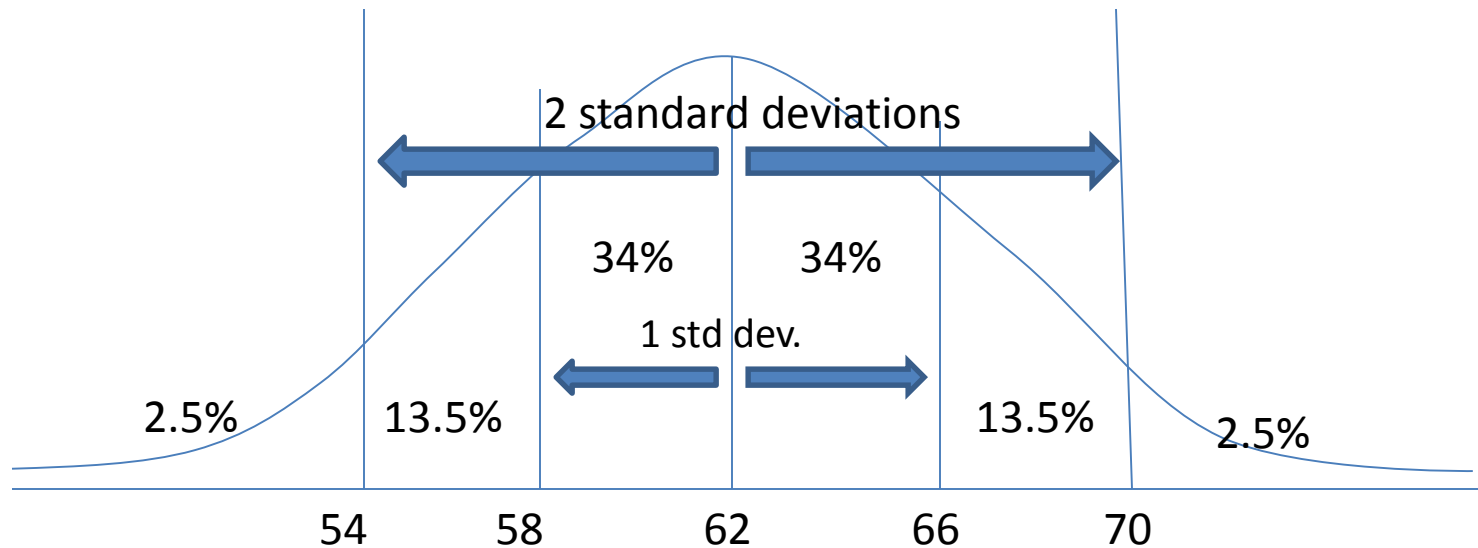 2 standard deviations
34% 34%
1 std dev.
2.5% 13.5% 13.5% 2.5%
54 58 62 66 70